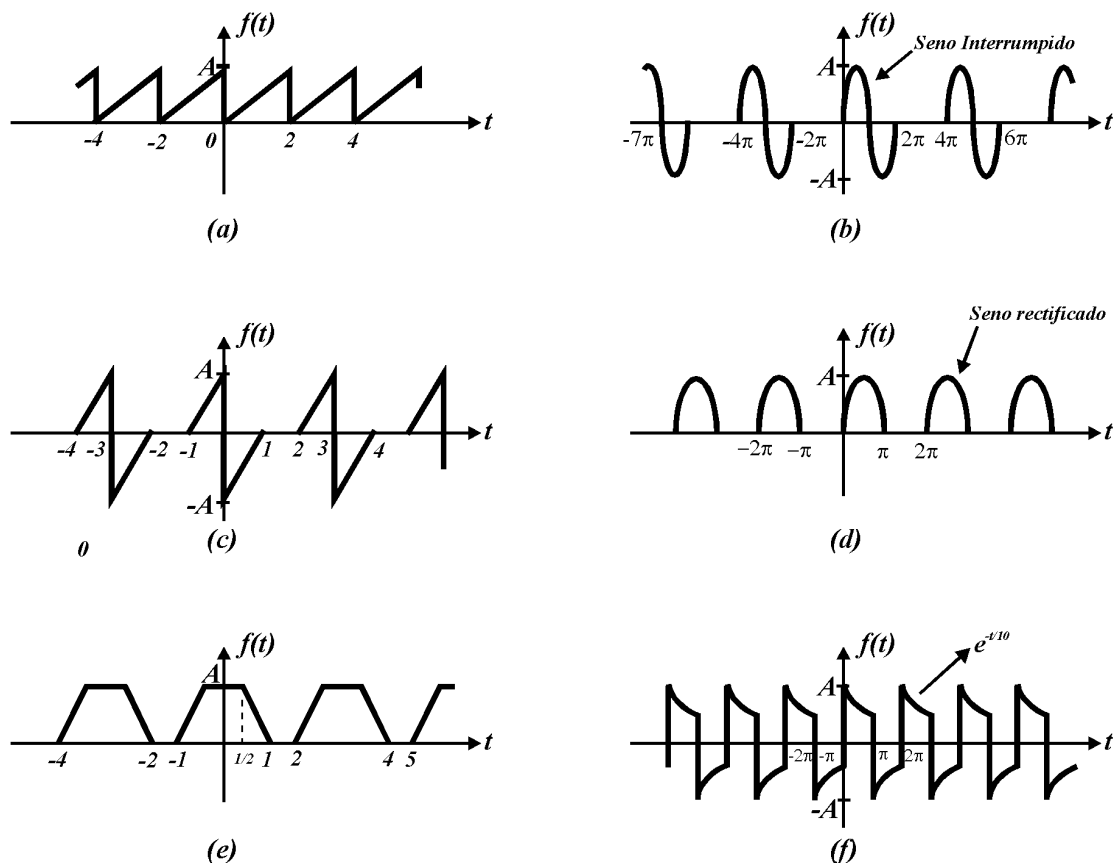 f(t)
A
-4 -2 0 2 4 t
(a)
f(t)
Seno Interrumpido
A
-7π -4π -2π 2π 4π 6π t
-A
(b)
f(t)
A
-4 -3 -2 -1 1 2 3 4 t
-A
(c)
0
f(t)
Seno rectificado
A
−2π −π π 2π t
(d)
f(t)
A
-4 -2 -1 1/2 1 2 4 5 t
(e)
f(t)
e^{-t/10}
A
-2π -π π 2π t
-A
(f)